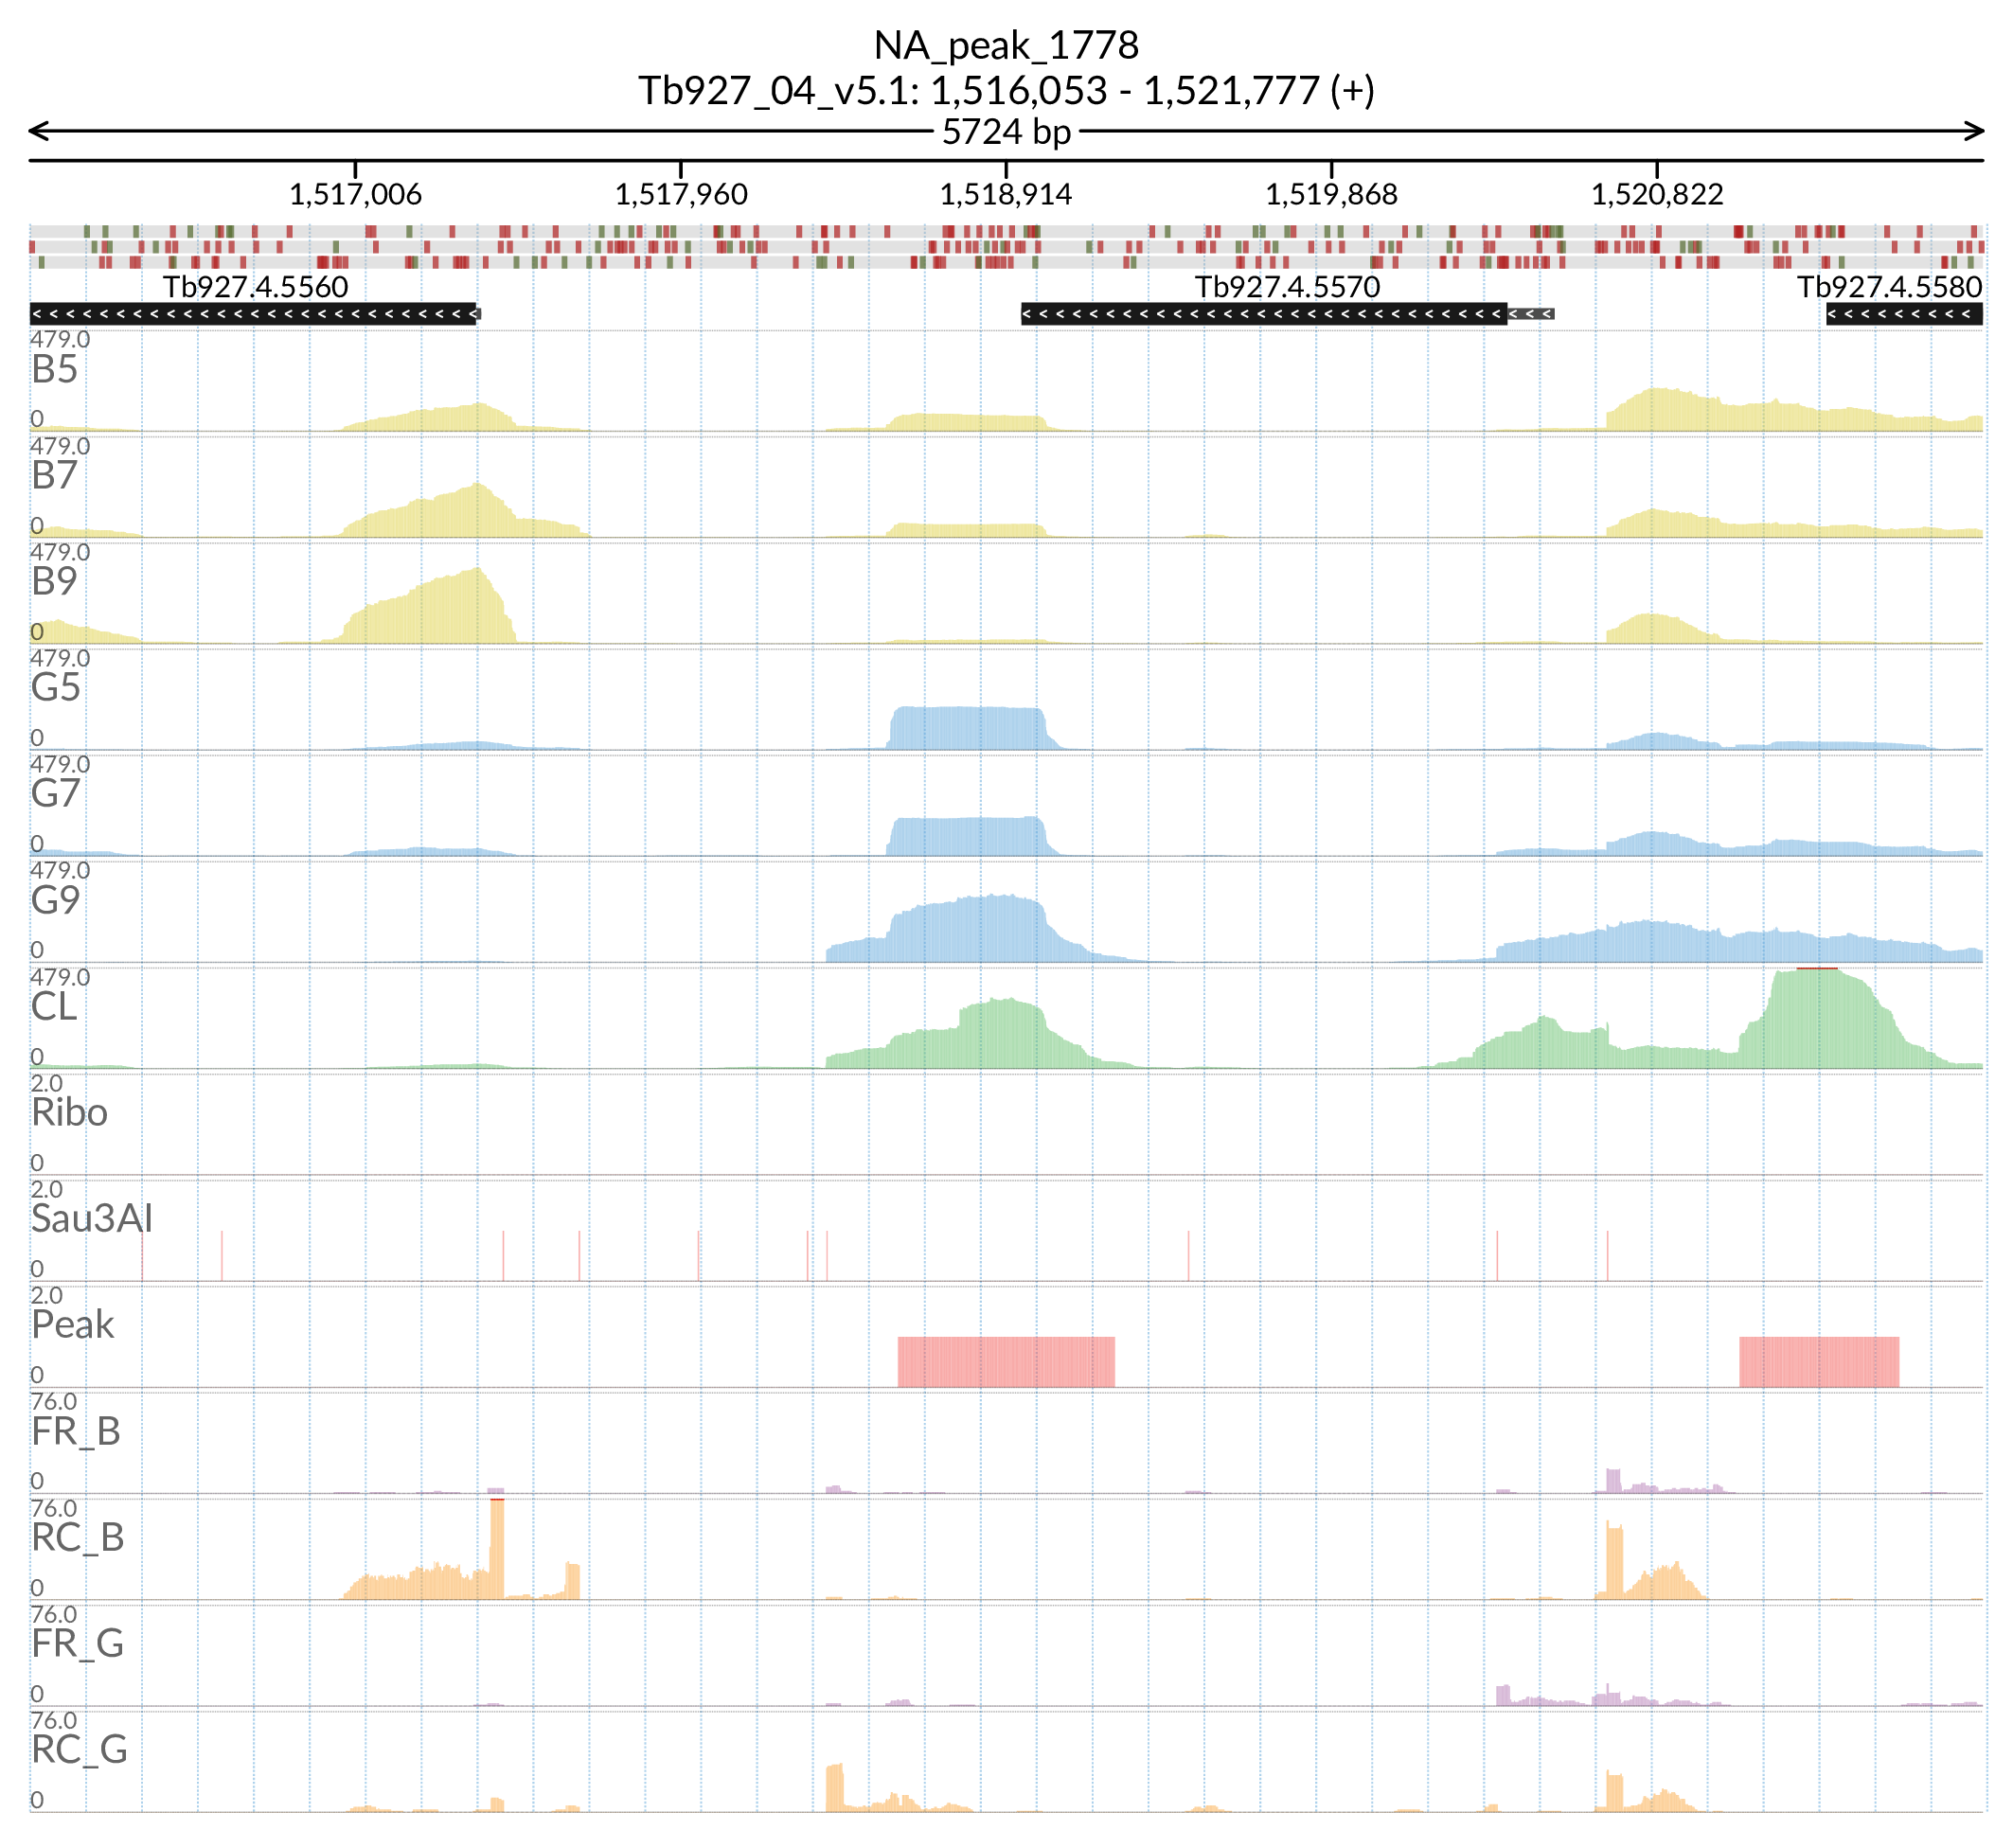 NA_peak_1778
Tb927_04_v5.1: 1,516,053 - 1,521,777 (+)
5724 bp
1,517,006 1,517,960 1,518,914 1,519,868 1,520,822
Tb927.4.5560 Tb927.4.5570 Tb927.4.5580
479.0
B5
0
479.0
B7
0
479.0
B9
0
479.0
G5
0
479.0
G7
0
479.0
G9
0
479.0
CL
0
2.0
Ribo
0
2.0
Sau3AI
0
2.0
Peak
0
76.0
FR_B
0
76.0
RC_B
0
76.0
FR_G
0
76.0
RC_G
0